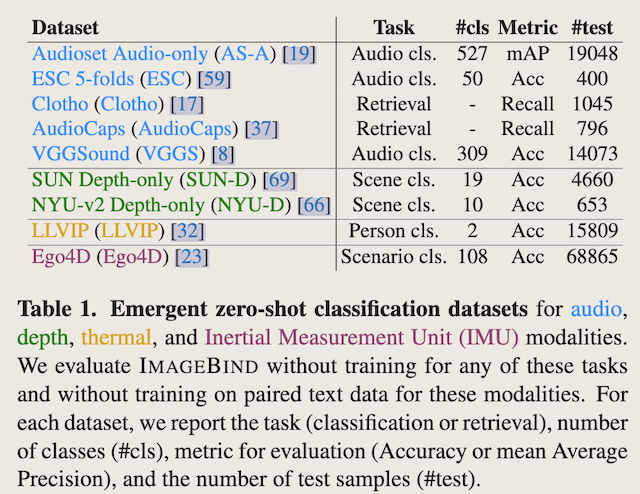 Dataset Task #cls Metric #test
Audioset Audio-only (AS-A) [19] Audio cls. 527 mAP 19048
ESC 5-folds (ESC) [59] Audio cls. 50 Acc 400
Clotho (Clotho) [17] Retrieval - Recall 1045
AudioCaps (AudioCaps) [37] Retrieval - Recall 796
VGGSound (VGGS) [8] Audio cls. 309 Acc 14073
SUN Depth-only (SUN-D) [69] Scene cls. 19 Acc 4660
NYU-v2 Depth-only (NYU-D) [66] Scene cls. 10 Acc 653
LLVIP (LLVIP) [32] Person cls. 2 Acc 15809
Ego4D (Ego4D) [23] Scenario cls. 108 Acc 68865
Table 1. Emergent zero-shot classification datasets for audio,
depth, thermal, and Inertial Measurement Unit (IMU) modalities.
We evaluate IMAGEBIND without training for any of these tasks
and without training on paired text data for these modalities. For
each dataset, we report the task (classification or retrieval), number
of classes (#cls), metric for evaluation (Accuracy or mean Average
Precision), and the number of test samples (#test).